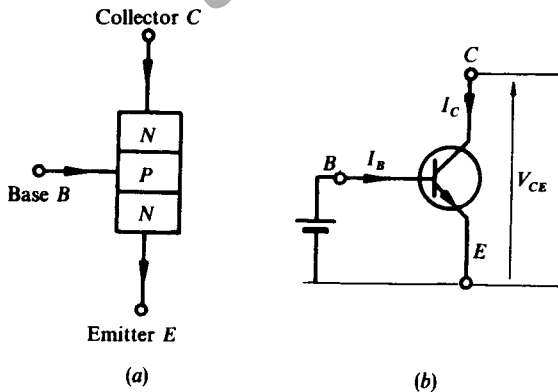 Collector C
N
P
N
Base B
Emitter E
(a)
C
I_C
B
I_B
V_CE
E
(b)